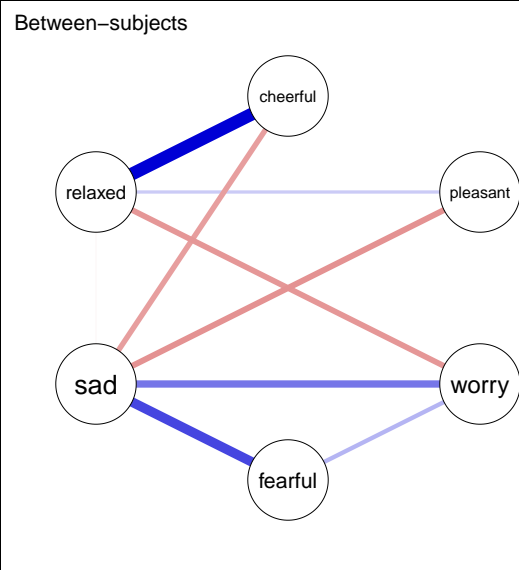 Between−subjects
cheerful
relaxed
pleasant
sad
worry
fearful